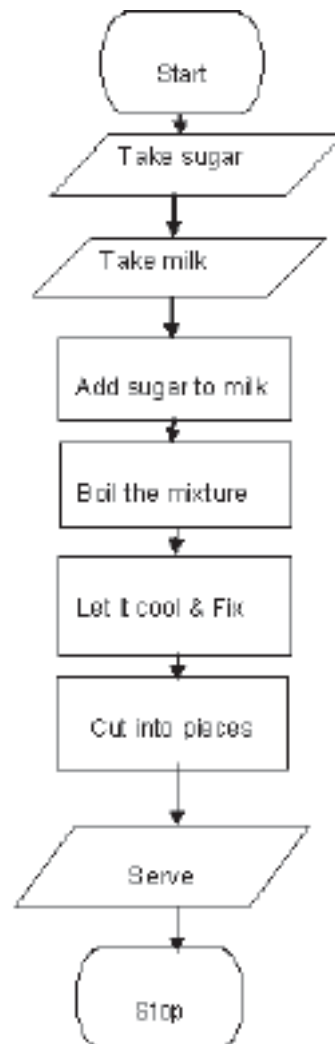 Start
Take sugar
Take milk
Add sugar to milk
Boil the mixture
Let it cool & Fix
Cut into pieces
Serve
Stop